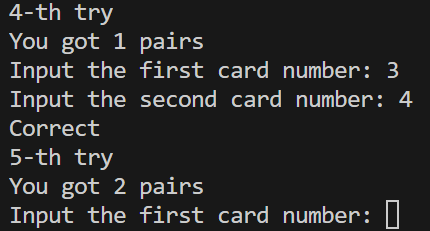 4-th try
You got 1 pairs
Input the first card number: 3
Input the second card number: 4
Correct
5-th try
You got 2 pairs
Input the first card number: